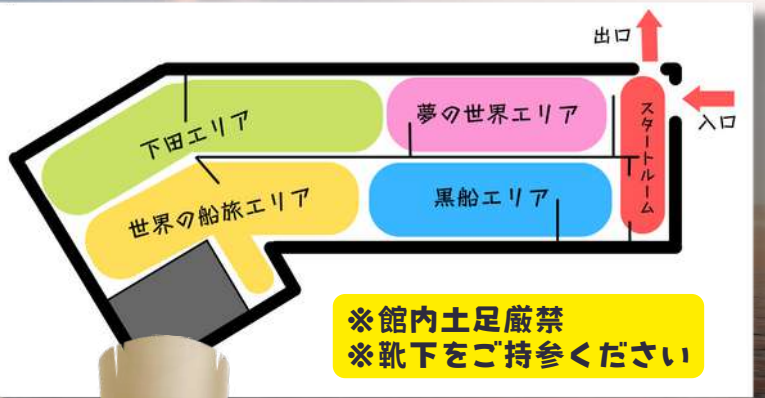 出口
入口
スタートルーム
夢の世界エリア
下田エリア
黒船エリア
世界の船旅エリア
※館内土足厳禁
※靴下をご持参ください